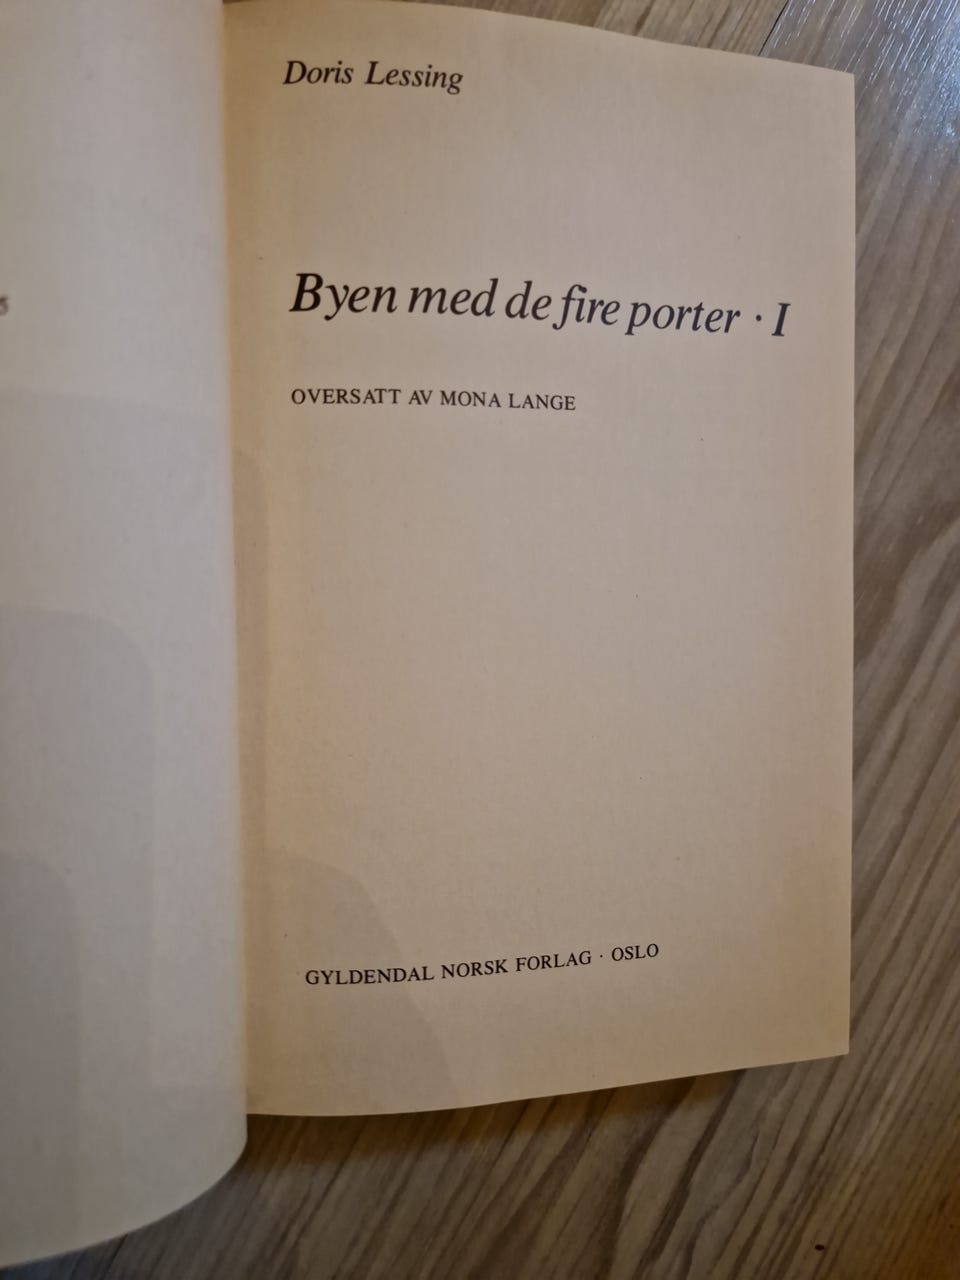 Doris Lessing
Byen med de fire porter · I
OVERSATT AV MONA LANGE
GYLDENDAL NORSK FORLAG · OSLO